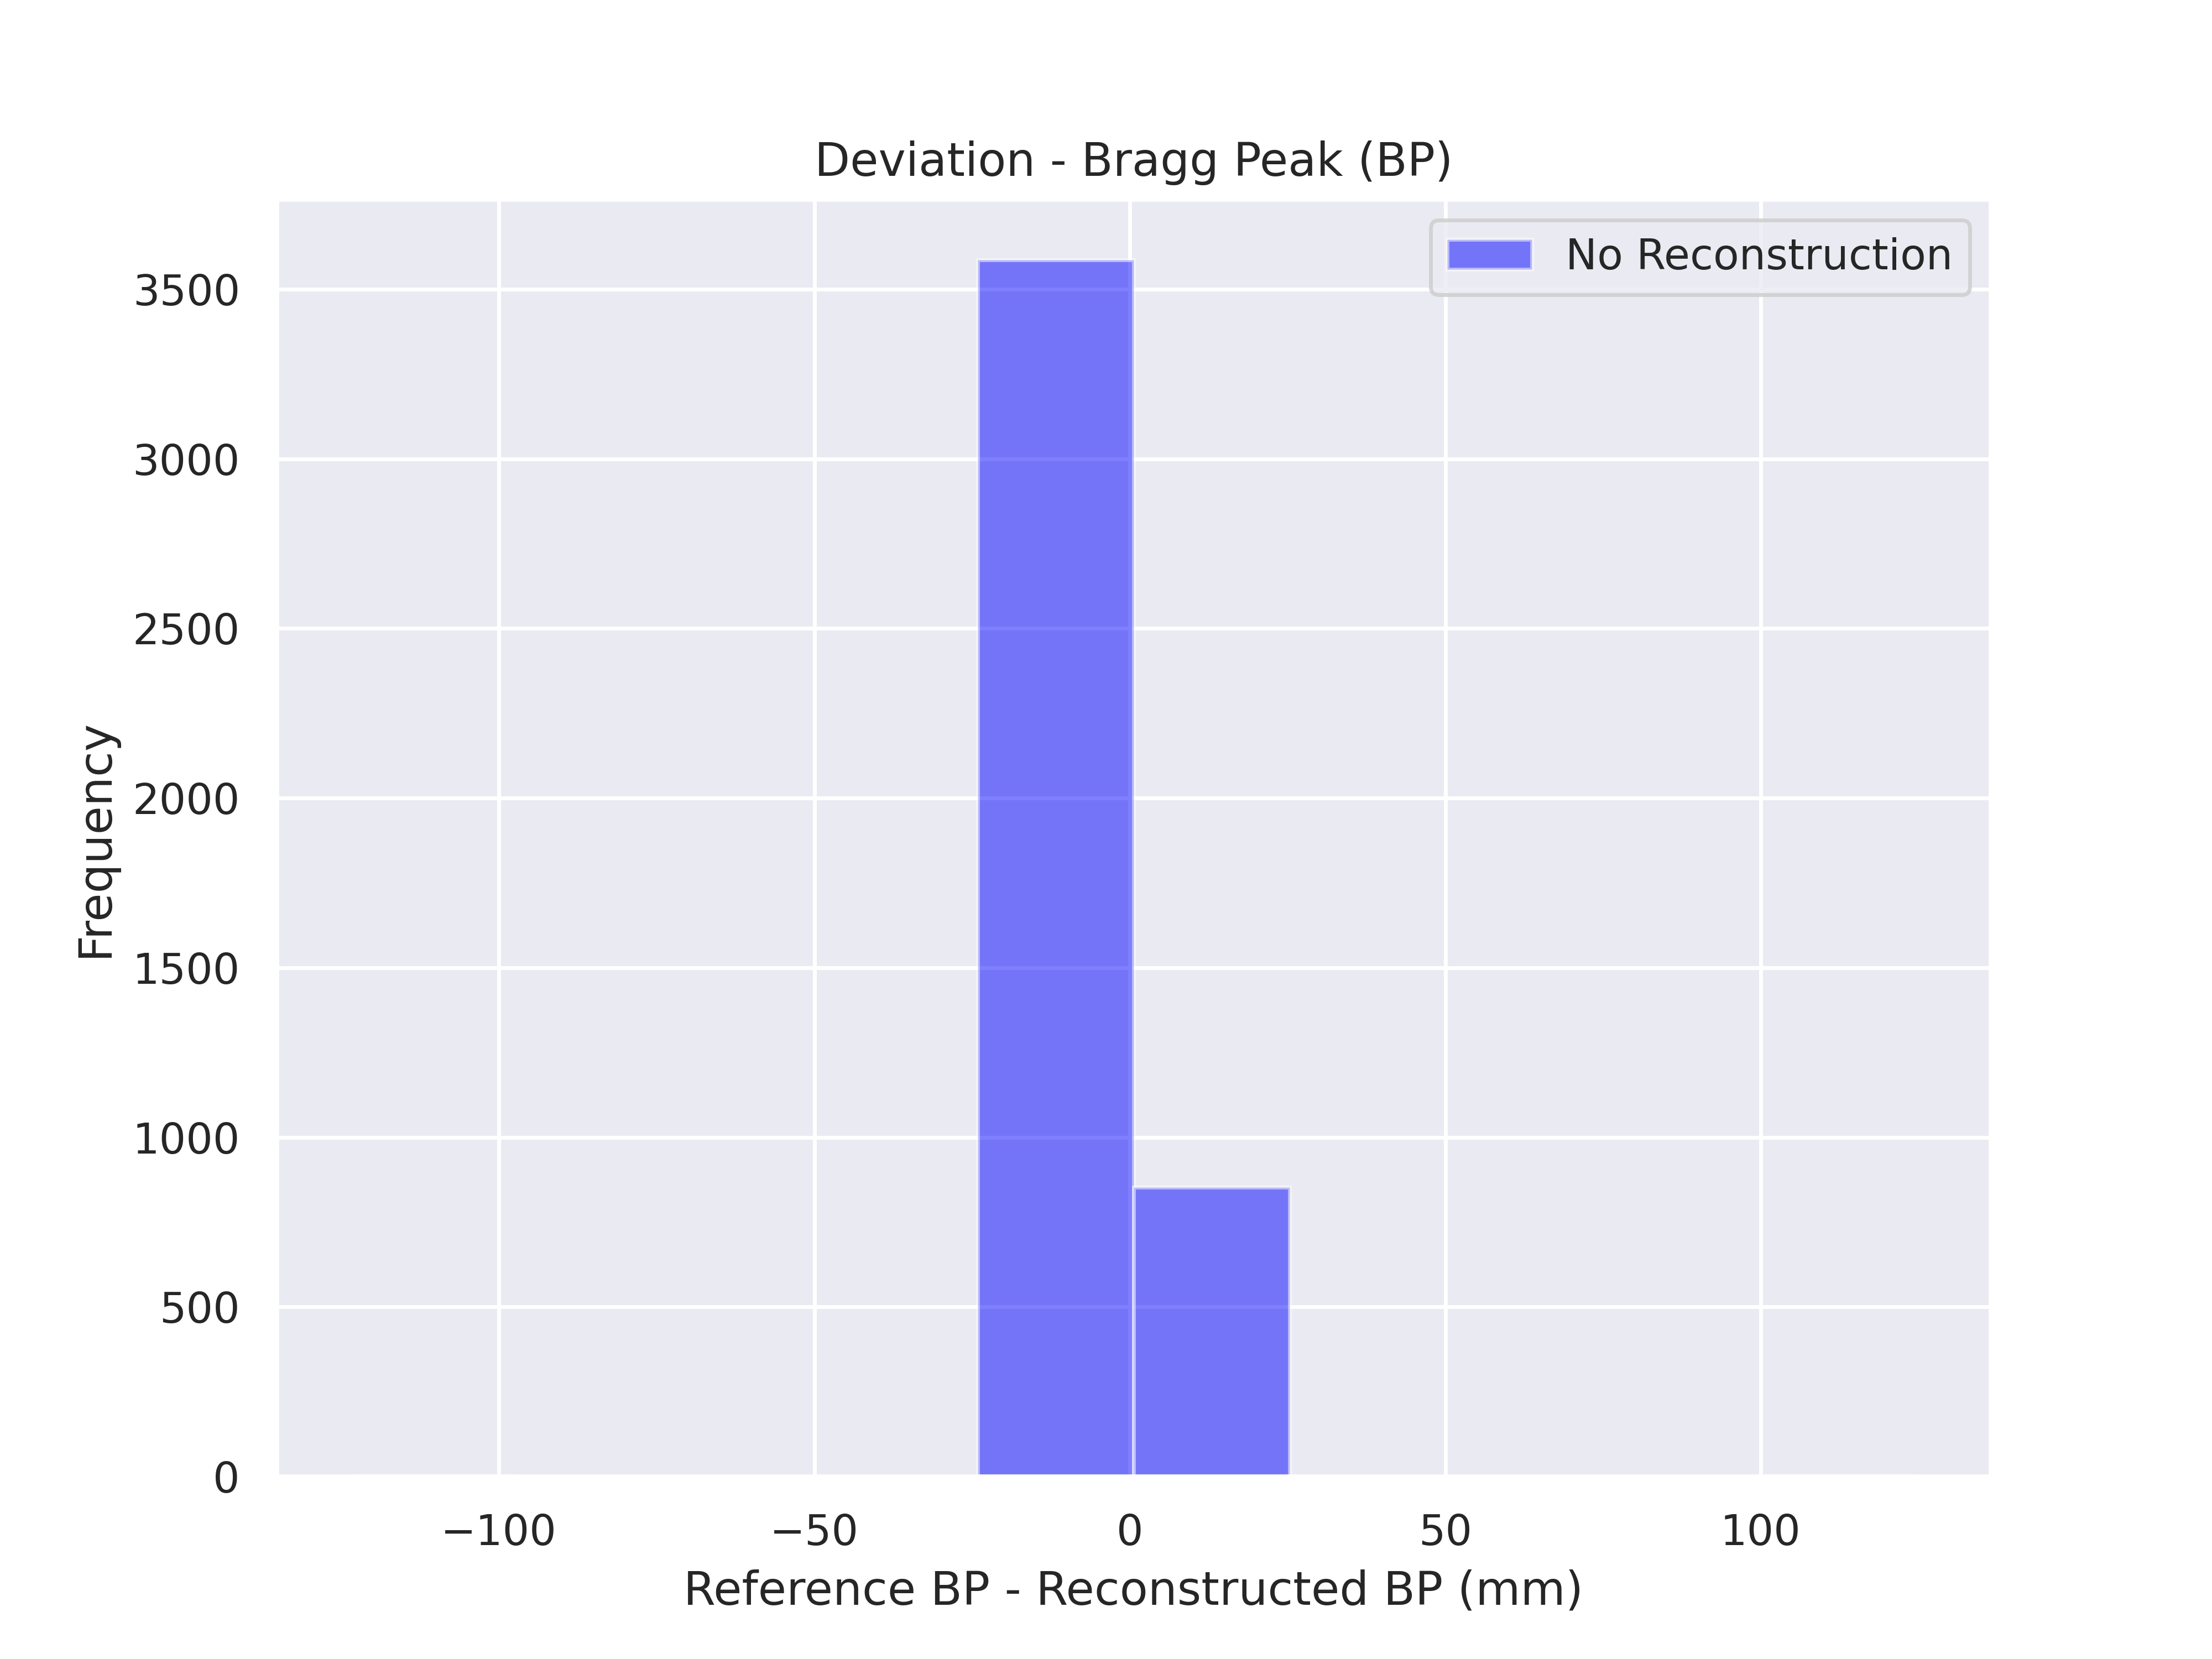 Deviation - Bragg Peak (BP)
No Reconstruction
3500
3000
2500
2000
1500
1000
500
0
Frequency
−100 −50 0 50 100
Reference BP - Reconstructed BP (mm)